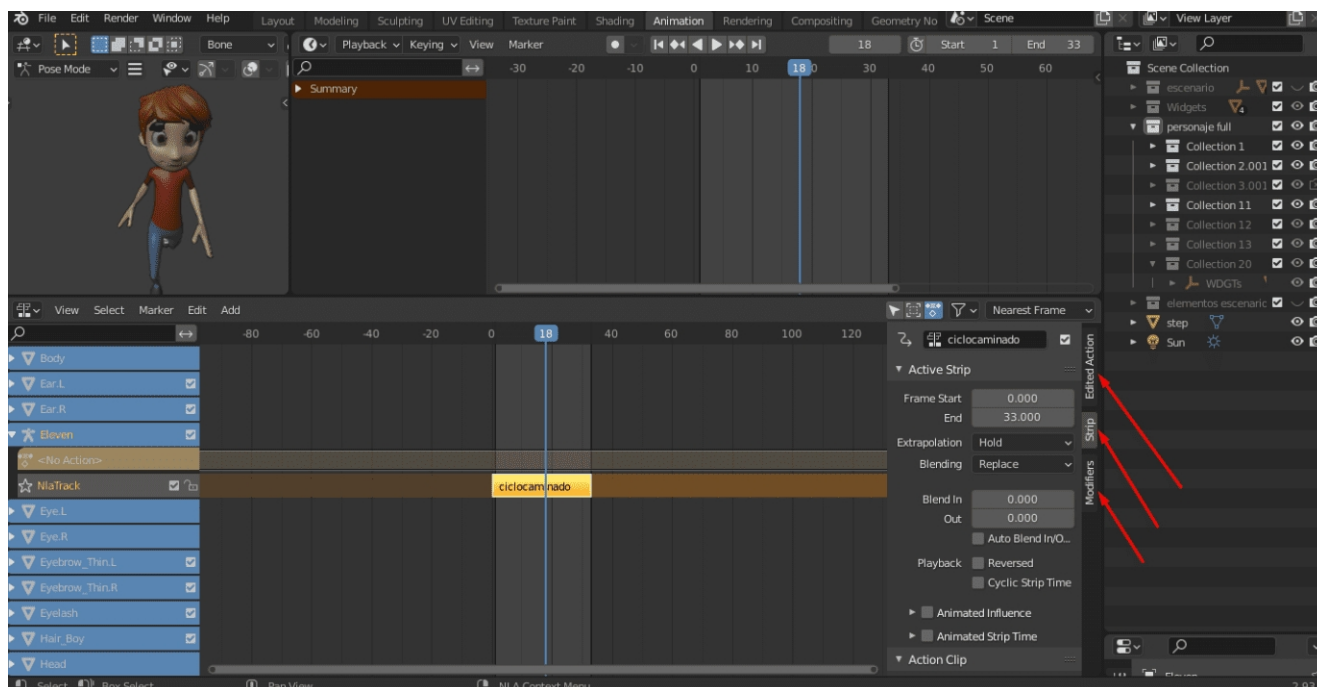 File Edit Render Window Help Layout Modeling Sculpting UV Editing Texture Paint Shading Animation Rendering Compositing Geometry No Scene View Layer
Bone Playback Keying View Marker 18 Start 1 End 33
Pose Mode -30 -20 -10 0 10 18 0 30 40 50 60
Summary
Scene Collection
escenario
Widgets 4
personaje full
Collection 1
Collection 2.001
Collection 3.001
Collection 11
Collection 12
Collection 13
Collection 20
WDGTs
elementos escenaric
step
Sun
View Select Marker Edit Add Nearest Frame
-80 -60 -40 -20 0 18 40 60 80 100 120
Body
Ear.L
Ear.R
Eleven
<No Action>
NlaTrack
ciclocaminado
Eye.L
Eye.R
Eyebrow_Thin.L
Eyebrow_Thin.R
Eyelash
Hair_Boy
Head
ciclocaminado
Active Strip
Frame Start 0.000
End 33.000
Extrapolation Hold
Blending Replace
Blend In 0.000
Out 0.000
Auto Blend In/O...
Playback Reversed
Cyclic Strip Time
Animated Influence
Animated Strip Time
Action Clip
Edited Action
Strip
Modifiers
Select Box Select Pan View NLA Context Menu
Eleven
2.93